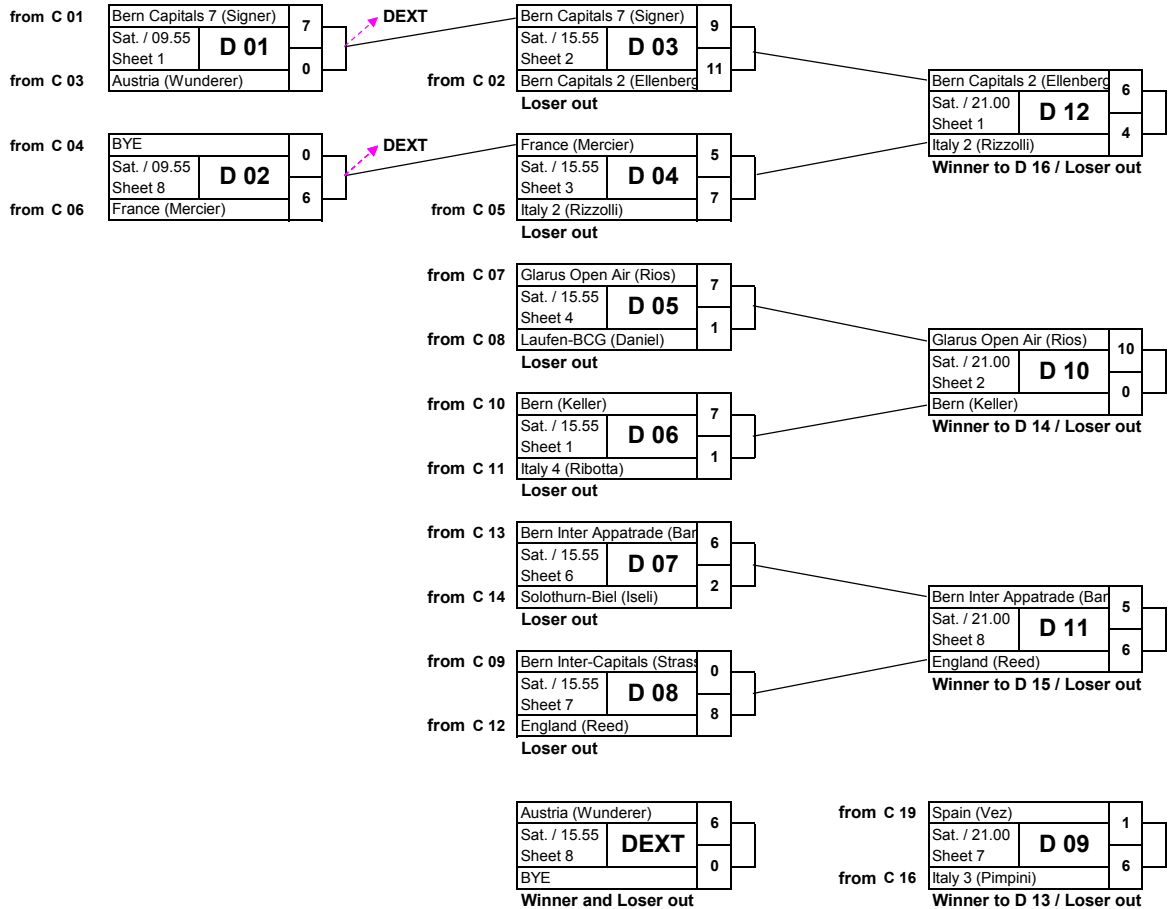 from C 01
Bern Capitals 7 (Signer)
7
Sat. / 09.55
Sheet 1
D 01
0
from C 03
Austria (Wunderer)
DEXT
from C 04
BYE
0
Sat. / 09.55
Sheet 8
D 02
6
from C 06
France (Mercier)
DEXT
Bern Capitals 7 (Signer)
9
Sat. / 15.55
Sheet 2
D 03
11
from C 02
Bern Capitals 2 (Ellenberg
Loser out
France (Mercier)
5
Sat. / 15.55
Sheet 3
D 04
7
from C 05
Italy 2 (Rizzolli)
Loser out
Bern Capitals 2 (Ellenberg
6
Sat. / 21.00
Sheet 1
D 12
4
Italy 2 (Rizzolli)
Winner to D 16 / Loser out
from C 07
Glarus Open Air (Rios)
7
Sat. / 15.55
Sheet 4
D 05
1
from C 08
Laufen-BCG (Daniel)
Loser out
from C 10
Bern (Keller)
7
Sat. / 15.55
Sheet 1
D 06
1
from C 11
Italy 4 (Ribotta)
Loser out
Glarus Open Air (Rios)
10
Sat. / 21.00
Sheet 2
D 10
0
Bern (Keller)
Winner to D 14 / Loser out
from C 13
Bern Inter Appatrade (Bar
6
Sat. / 15.55
Sheet 6
D 07
2
from C 14
Solothurn-Biel (Iseli)
Loser out
from C 09
Bern Inter-Capitals (Strass
0
Sat. / 15.55
Sheet 7
D 08
8
from C 12
England (Reed)
Loser out
Bern Inter Appatrade (Bar
5
Sat. / 21.00
Sheet 8
D 11
6
England (Reed)
Winner to D 15 / Loser out
Austria (Wunderer)
6
Sat. / 15.55
Sheet 8
DEXT
0
BYE
Winner and Loser out
from C 19
Spain (Vez)
1
Sat. / 21.00
Sheet 7
D 09
6
from C 16
Italy 3 (Pimpini)
Winner to D 13 / Loser out